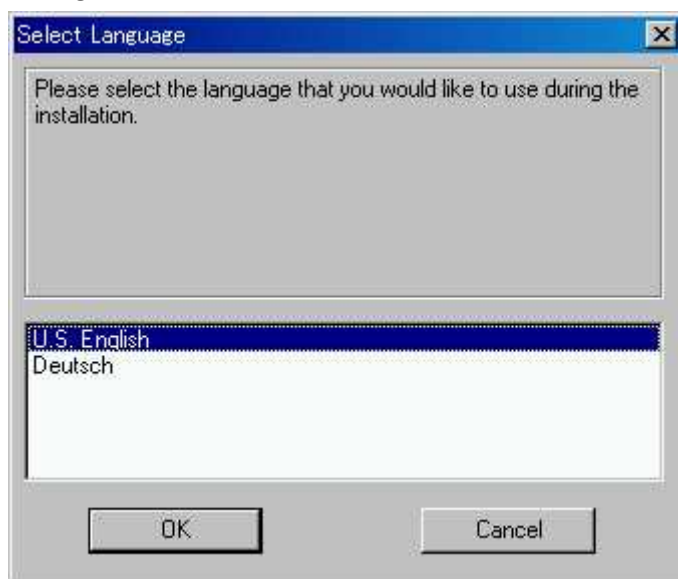 Select Language
Please select the language that you would like to use during the
installation.
U.S. English
Deutsch
OK
Cancel